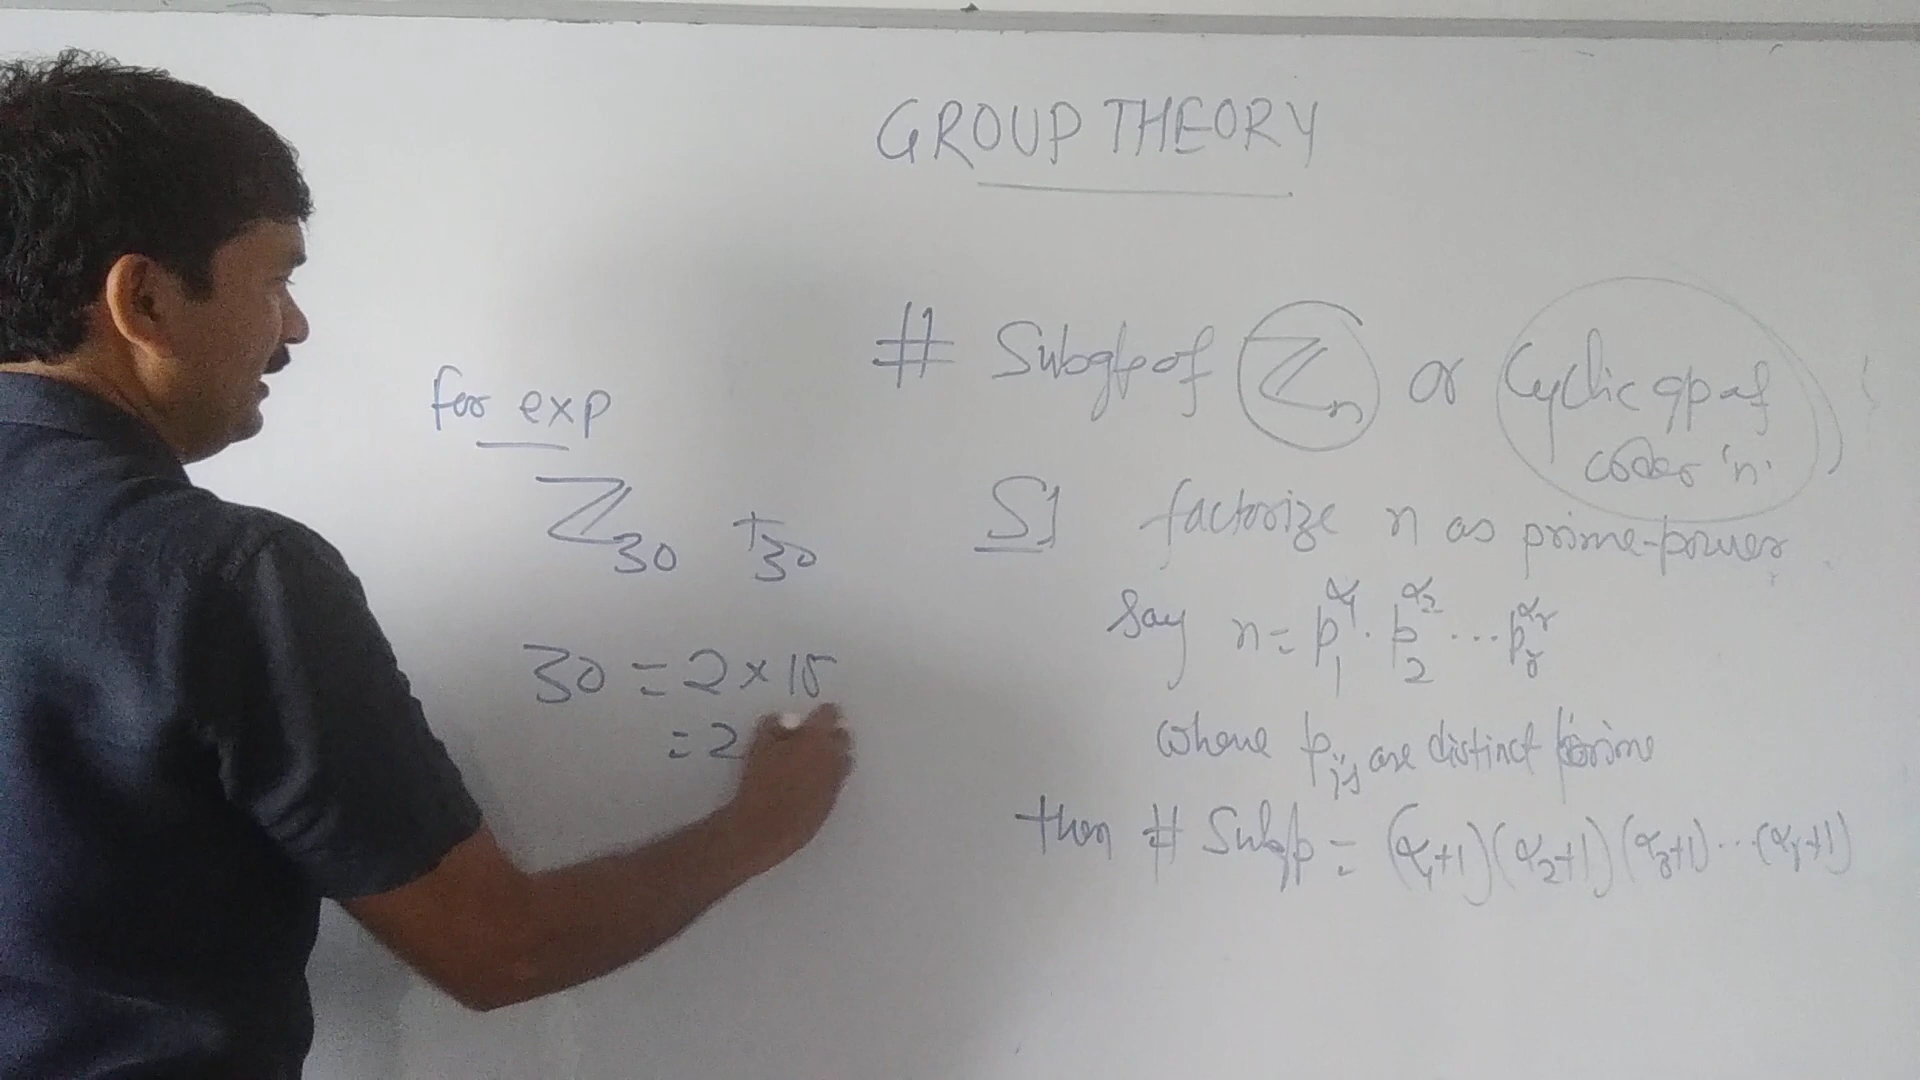 GROUP THEORY
# Subgp of ℤₙ or Cyclic gp of
order 'n'
S1 factorize n as prime-power
Say n = p₁^α₁ · p₂^α₂ ... pᵣ^αᵣ
where pᵢ's are distinct prime
then # Subgp = (α₁+1)(α₂+1)(α₃+1)...(αᵣ+1)
for exp
ℤ₃₀ +₃₀
30 = 2 × 15
= 2